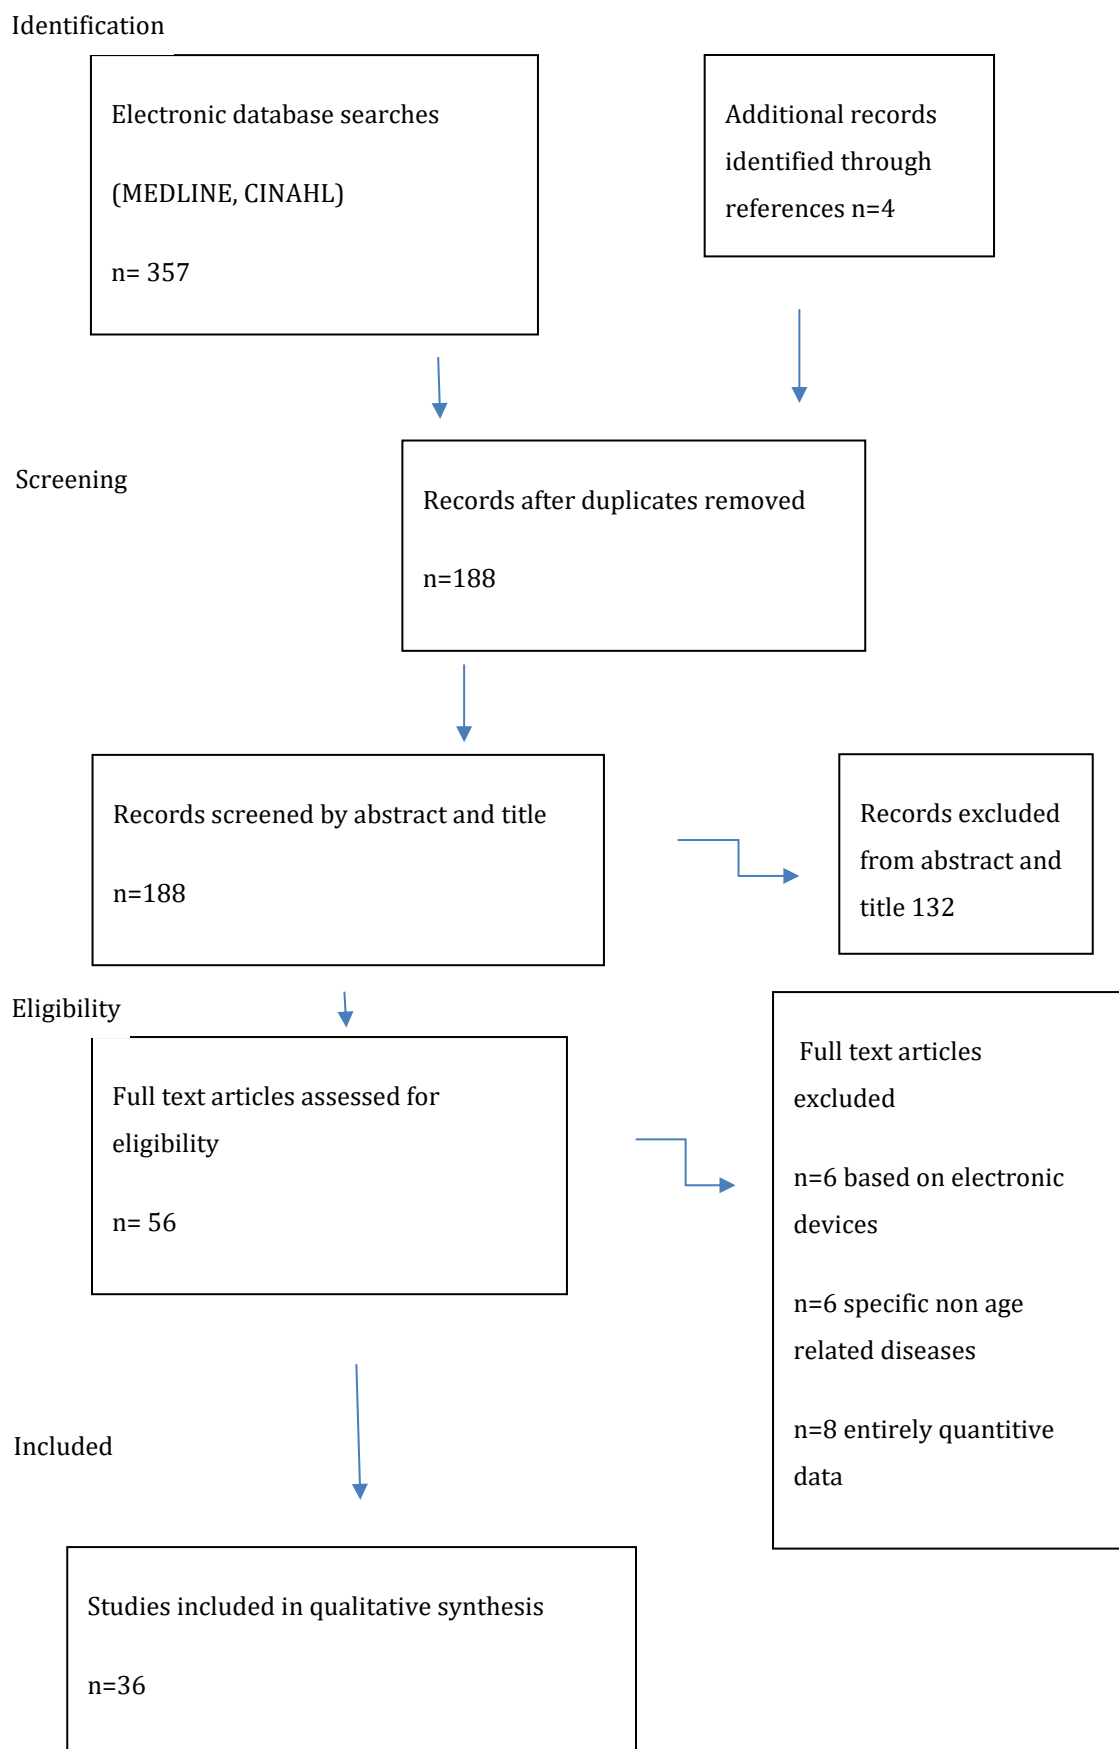 Identification
Electronic database searches
(MEDLINE, CINAHL)
n= 357
Additional records
identified through
references n=4
Screening
Records after duplicates removed
n=188
Records screened by abstract and title
n=188
Records excluded
from abstract and
title 132
Eligibility
Full text articles assessed for
eligibility
n= 56
Full text articles
excluded
n=6 based on electronic
devices
n=6 specific non age
related diseases
n=8 entirely quantitive
data
Included
Studies included in qualitative synthesis
n=36